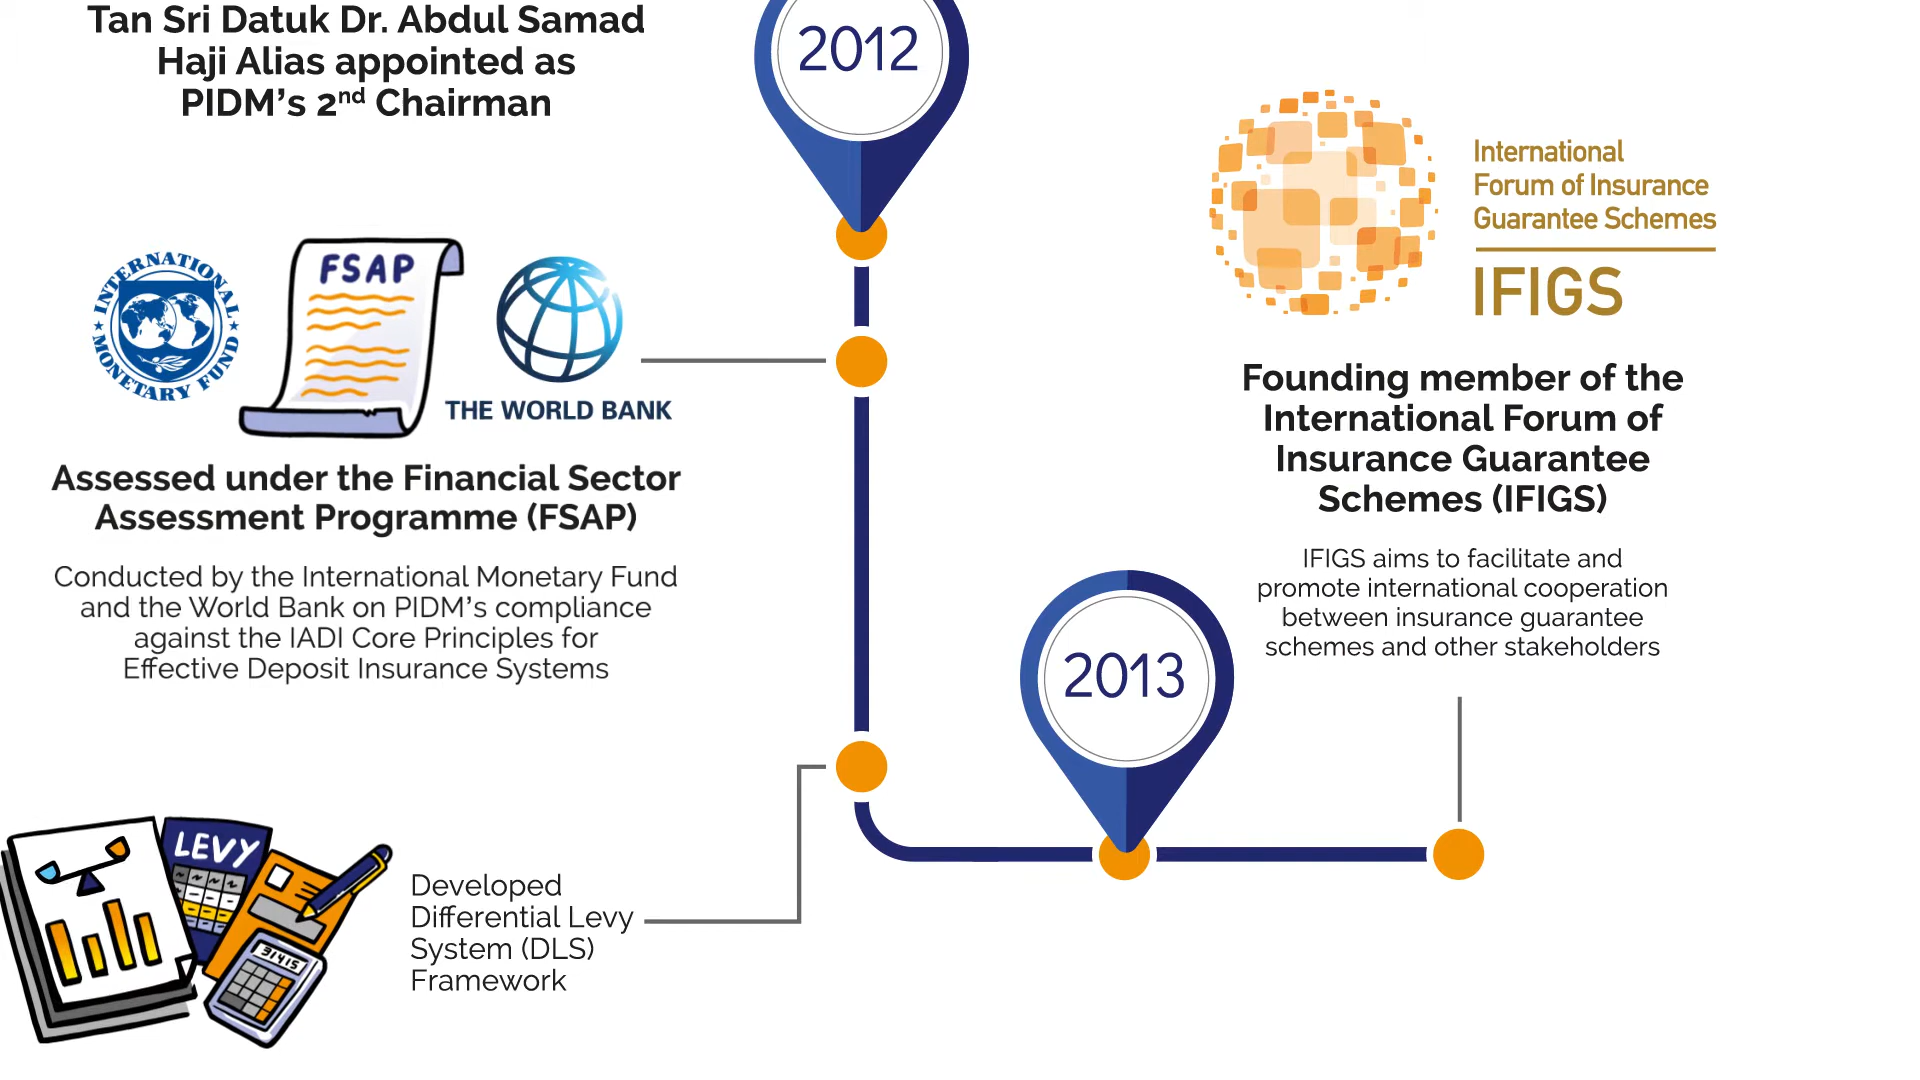 Tan Sri Datuk Dr. Abdul Samad
Haji Alias appointed as
PIDM's 2nd Chairman
2012
INTERNATIONAL MONETARY FUND
FSAP
THE WORLD BANK
Assessed under the Financial Sector
Assessment Programme (FSAP)
Conducted by the International Monetary Fund
and the World Bank on PIDM's compliance
against the IADI Core Principles for
Effective Deposit Insurance Systems
LEVY
31415
Developed
Differential Levy
System (DLS)
Framework
International
Forum of Insurance
Guarantee Schemes
IFIGS
Founding member of the
International Forum of
Insurance Guarantee
Schemes (IFIGS)
IFIGS aims to facilitate and
promote international cooperation
between insurance guarantee
schemes and other stakeholders
2013